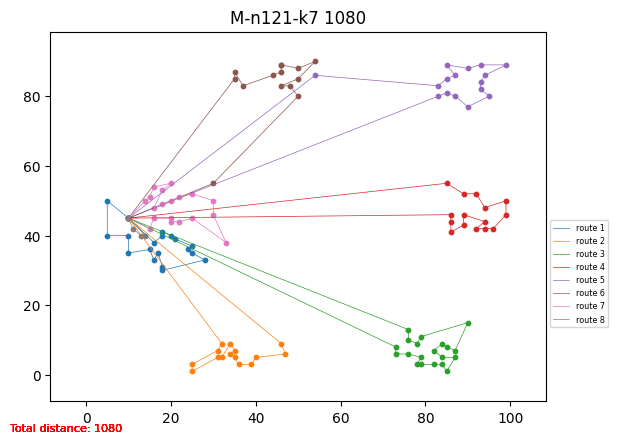 M-n121-k7 1080
80
60
40
20
0
0
20
40
60
80
100
route 1
route 2
route 3
route 4
route 5
route 6
route 7
route 8
Total distance: 1080